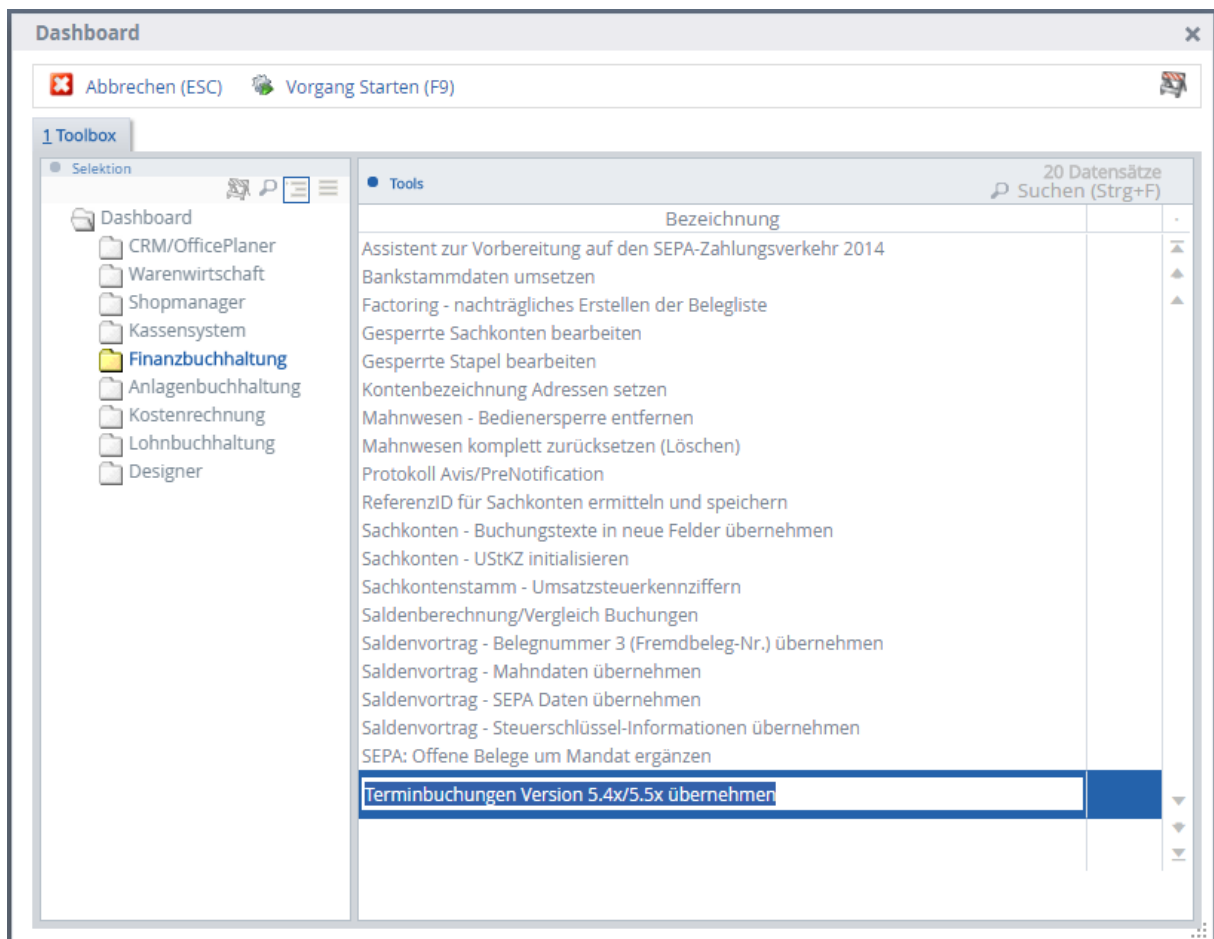 Dashboard
Abbrechen (ESC) Vorgang Starten (F9)
1 Toolbox
Selektion
Dashboard
CRM/OfficePlaner
Warenwirtschaft
Shopmanager
Kassensystem
Finanzbuchhaltung
Anlagenbuchhaltung
Kostenrechnung
Lohnbuchhaltung
Designer
Tools
20 Datensätze
Suchen (Strg+F)
Bezeichnung
Assistent zur Vorbereitung auf den SEPA-Zahlungsverkehr 2014
Bankstammdaten umsetzen
Factoring - nachträgliches Erstellen der Belegliste
Gesperrte Sachkonten bearbeiten
Gesperrte Stapel bearbeiten
Kontenbezeichnung Adressen setzen
Mahnwesen - Bedienersperre entfernen
Mahnwesen komplett zurücksetzen (Löschen)
Protokoll Avis/PreNotification
ReferenzID für Sachkonten ermitteln und speichern
Sachkonten - Buchungstexte in neue Felder übernehmen
Sachkonten - UStKZ initialisieren
Sachkontenstamm - Umsatzsteuerkennziffern
Saldenberechnung/Vergleich Buchungen
Saldenvortrag - Belegnummer 3 (Fremdbeleg-Nr.) übernehmen
Saldenvortrag - Mahndaten übernehmen
Saldenvortrag - SEPA Daten übernehmen
Saldenvortrag - Steuerschlüssel-Informationen übernehmen
SEPA: Offene Belege um Mandat ergänzen
Terminbuchungen Version 5.4x/5.5x übernehmen